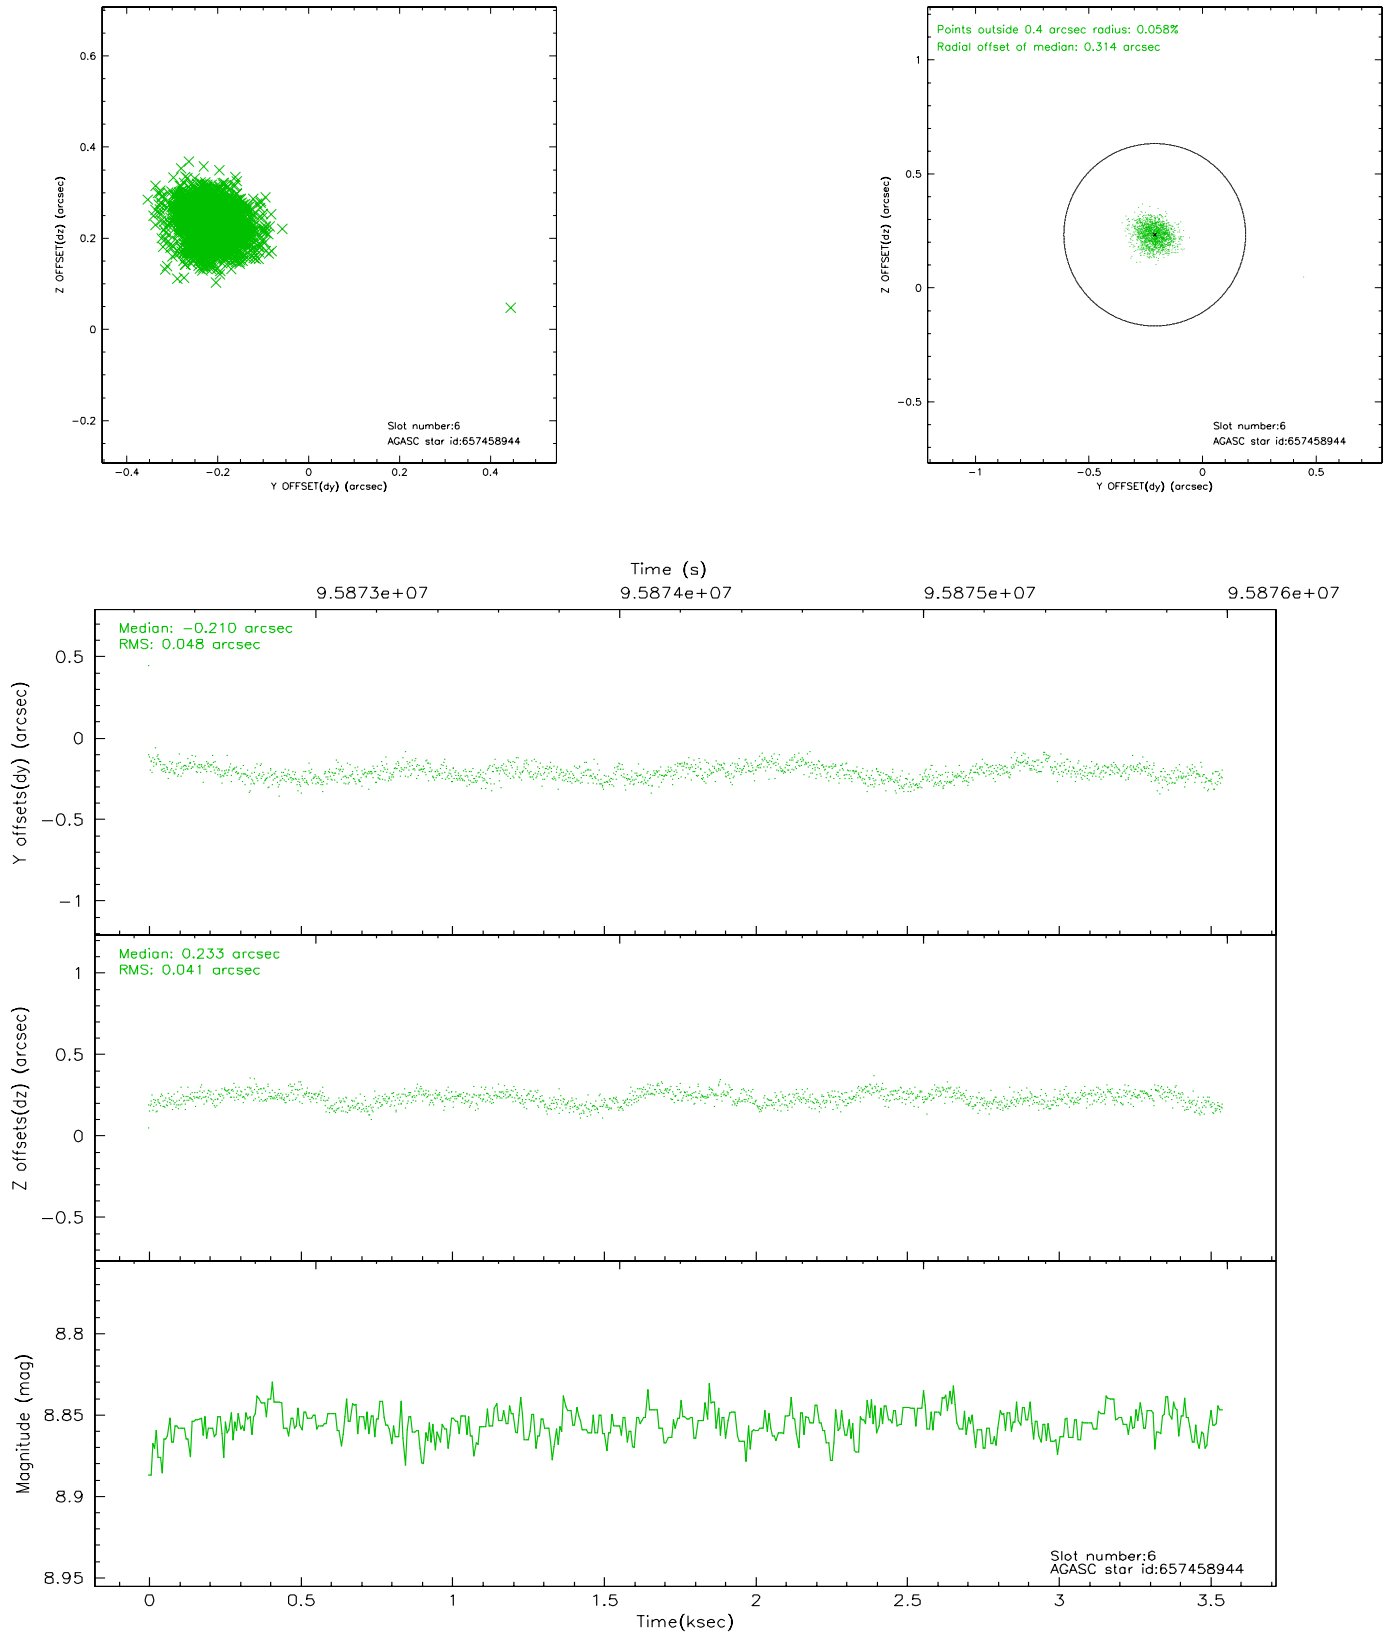 0.6
0.4
0.2
0
−0.2
−0.4
−0.2
0
0.2
0.4
Z OFFSET(dz) (arcsec)
Y OFFSET(dy) (arcsec)
Slot number:6
AGASC star id:657458944
Points outside 0.4 arcsec radius: 0.058%
Radial offset of median: 0.314 arcsec
1
0.5
0
−0.5
−1
−0.5
0
0.5
Z OFFSET(dz) (arcsec)
Y OFFSET(dy) (arcsec)
Slot number:6
AGASC star id:657458944
Time (s)
9.5873e+07 9.5874e+07 9.5875e+07 9.5876e+07
Median: −0.210 arcsec
RMS: 0.048 arcsec
0.5
0
−0.5
−1
Y offsets(dy) (arcsec)
Median: 0.233 arcsec
RMS: 0.041 arcsec
1
0.5
0
−0.5
Z offsets(dz) (arcsec)
8.8
8.85
8.9
8.95
Magnitude (mag)
Slot number:6
AGASC star id:657458944
0 0.5 1 1.5 2 2.5 3 3.5
Time(ksec)